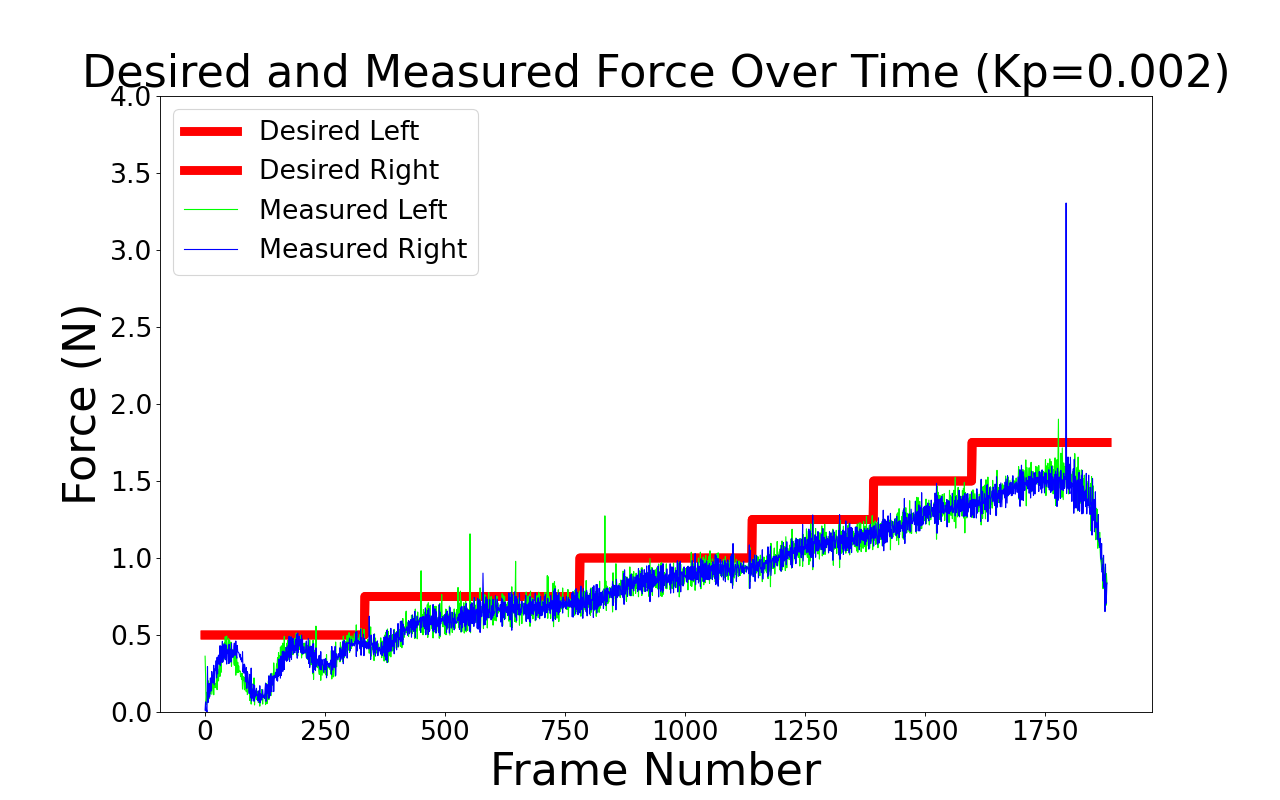 Desired and Measured Force Over Time (Kp=0.002)
4.0
3.5
3.0
2.5
2.0
1.5
1.0
0.5
0.0
Force (N)
Desired Left
Desired Right
Measured Left
Measured Right
0 250 500 750 1000 1250 1500 1750
Frame Number